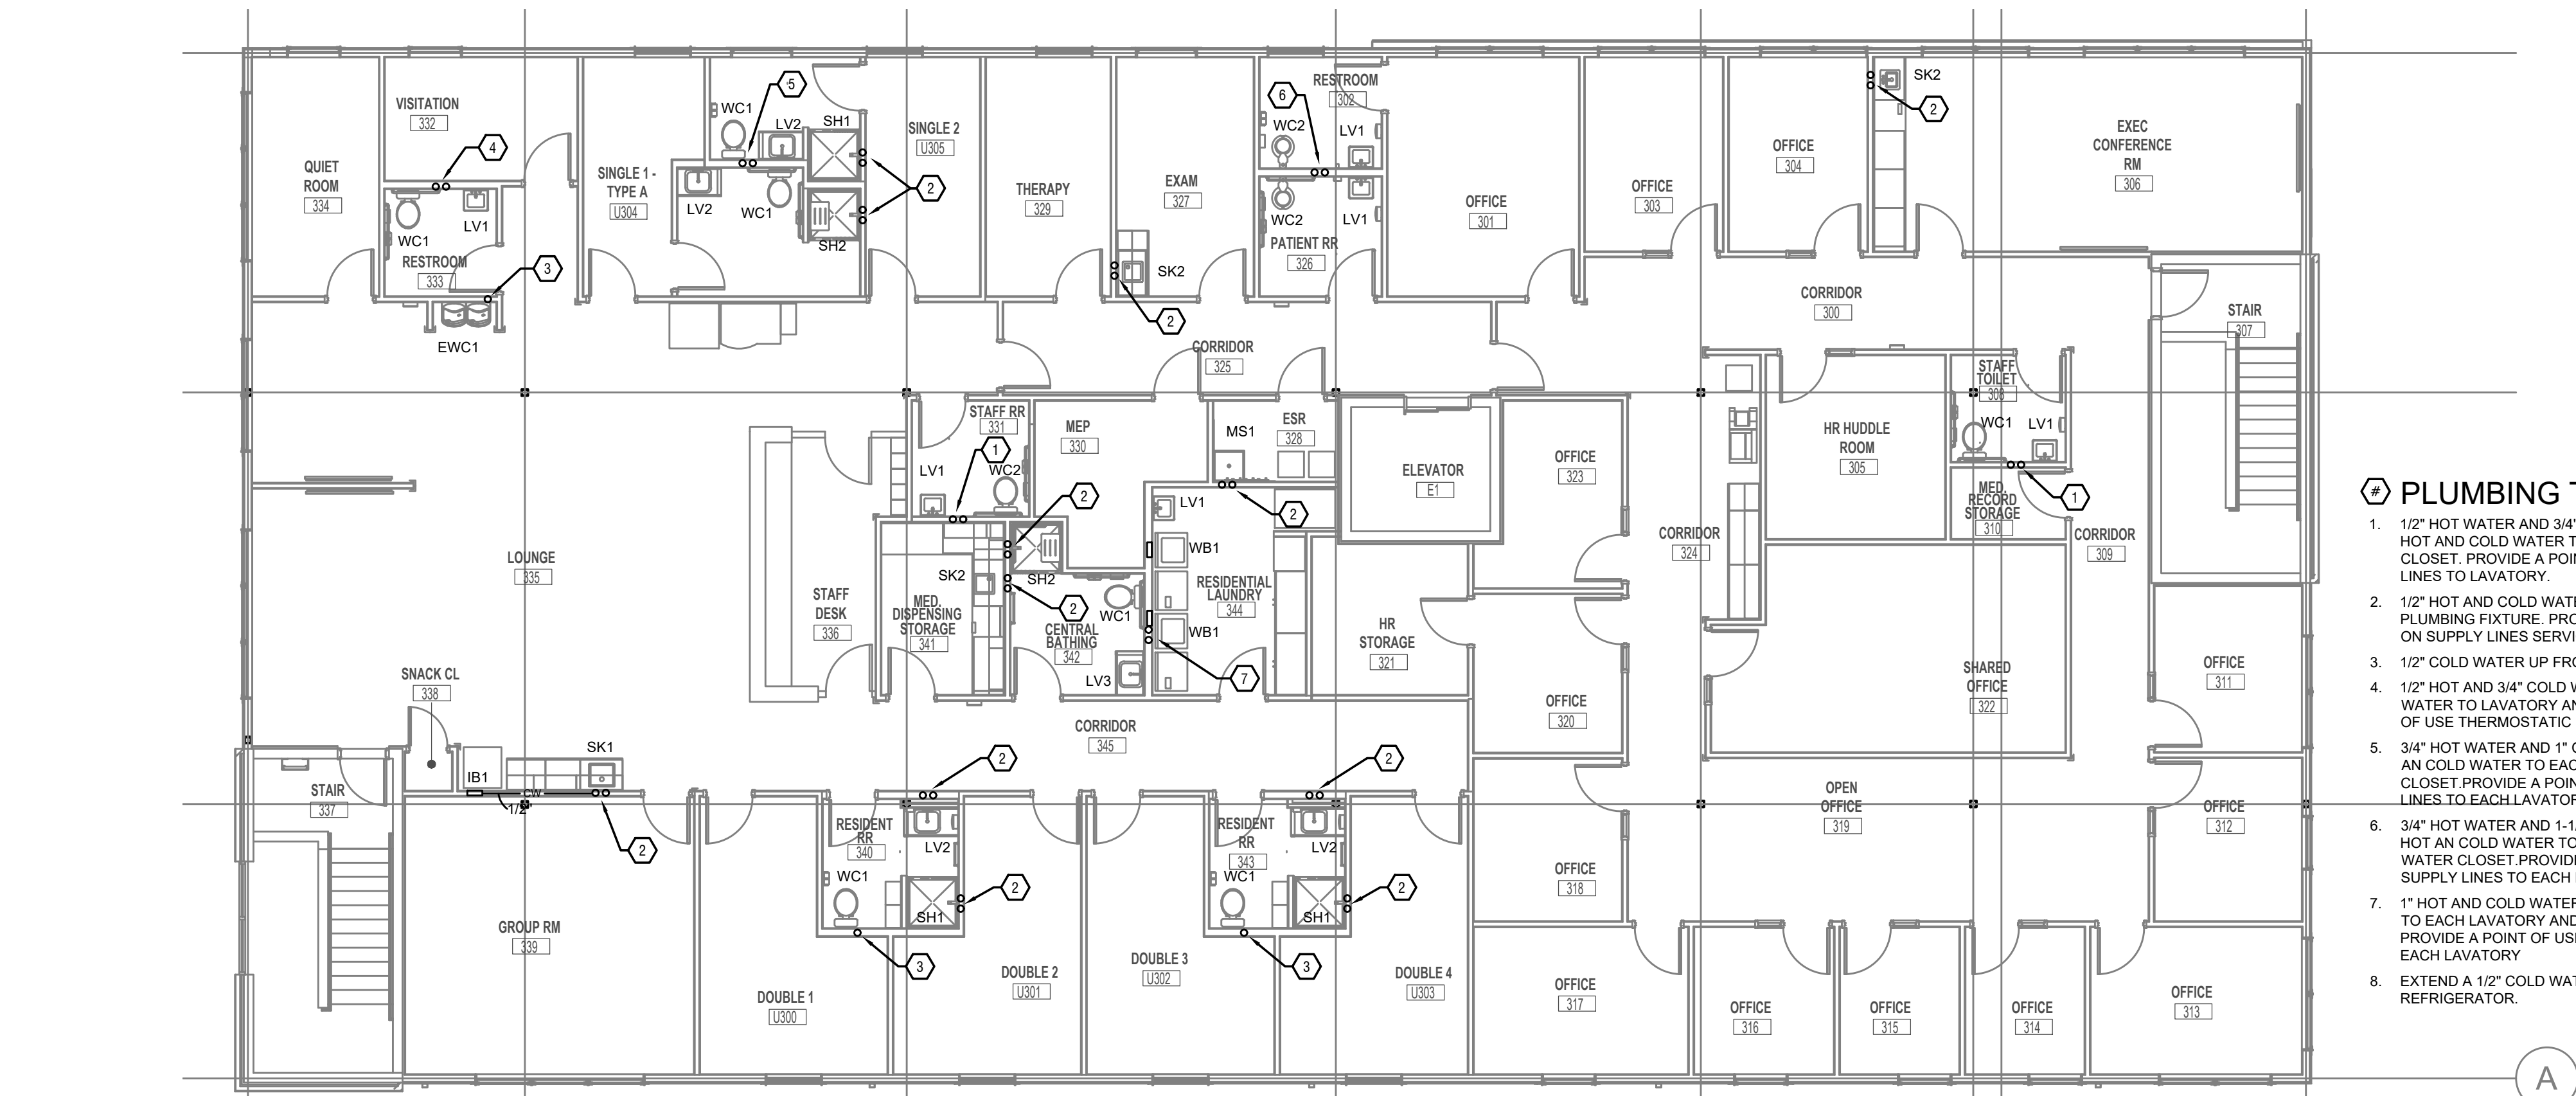 5
SK2
RESTROOM
302
6
VISITATION
332
WC1
LV2
SH1
SINGLE 2
U305
WC2
LV1
2
EXEC
CONFERENCE
RM
306
4
OFFICE
304
QUIET
ROOM
334
SINGLE 1 -
TYPE A
U304
THERAPY
329
EXAM
327
OFFICE
303
2
LV2
WC1
SH2
WC2
LV1
OFFICE
301
WC1
LV1
RESTROOM
333
3
PATIENT RR
326
SK2
2
EWC1
CORRIDOR
300
STAIR
307
CORRIDOR
325
STAFF
TOILET
308
WC1
LV1
STAFF RR
331
1
LV1
WC2
MEP
330
MS1
ESR
328
2
ELEVATOR
E1
OFFICE
323
HR HUDDLE
ROOM
305
MED.
RECORD
STORAGE
310
1
2
LV1
WB1
CORRIDOR
324
CORRIDOR
309
LOUNGE
335
SK2
SH2
STAFF
DESK
336
MED.
DISPENSING
STORAGE
341
2
WC1
CENTRAL
BATHING
342
LV3
RESIDENTIAL
LAUNDRY
344
WB1
7
HR
STORAGE
321
OFFICE
320
SHARED
OFFICE
322
OFFICE
311
SNACK CL
338
CORRIDOR
345
SK1
IB1
CW
1/2"
2
2
2
STAIR
337
OPEN
OFFICE
319
OFFICE
312
RESIDENT
RR
340
LV2
WC1
SH1
2
3
RESIDENT
RR
343
LV2
WC1
SH1
2
3
OFFICE
318
GROUP RM
339
DOUBLE 1
U300
DOUBLE 2
U301
DOUBLE 3
U302
DOUBLE 4
U303
OFFICE
317
OFFICE
316
OFFICE
315
OFFICE
314
OFFICE
313
# PLUMBING T
1. 1/2" HOT WATER AND 3/4"
HOT AND COLD WATER T
CLOSET. PROVIDE A POIN
LINES TO LAVATORY.
2. 1/2" HOT AND COLD WATE
PLUMBING FIXTURE. PRO
ON SUPPLY LINES SERVI
3. 1/2" COLD WATER UP FRO
4. 1/2" HOT AND 3/4" COLD W
WATER TO LAVATORY AN
OF USE THERMOSTATIC
5. 3/4" HOT WATER AND 1" C
AN COLD WATER TO EAC
CLOSET.PROVIDE A POIN
LINES TO EACH LAVATOR
6. 3/4" HOT WATER AND 1-1/
HOT AN COLD WATER TO
WATER CLOSET.PROVIDE
SUPPLY LINES TO EACH
7. 1" HOT AND COLD WATER
TO EACH LAVATORY AND
PROVIDE A POINT OF USE
EACH LAVATORY
8. EXTEND A 1/2" COLD WAT
REFRIGERATOR.
A